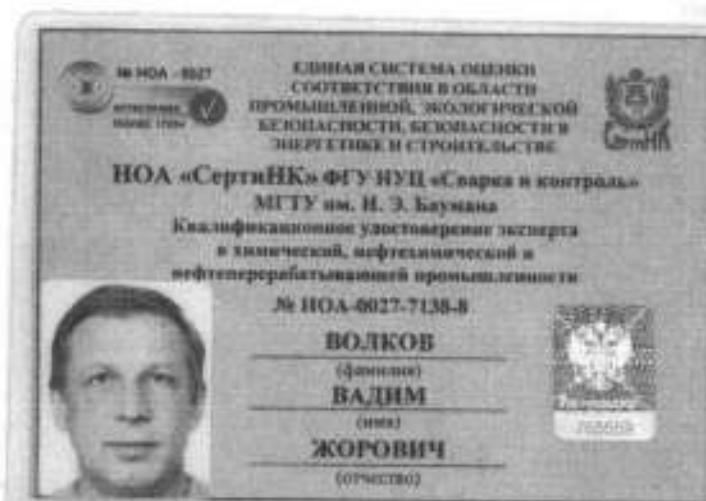 № НОА - 0027
ЕДИНАЯ СИСТЕМА ОЦЕНКИ
СООТВЕТСТВИЯ В ОБЛАСТИ
ПРОМЫШЛЕННОЙ, ЭКОЛОГИЧЕСКОЙ
БЕЗОПАСНОСТИ, БЕЗОПАСНОСТИ В
ЭНЕРГЕТИКЕ И СТРОИТЕЛЬСТВЕ
СертиНК
НОА «СертиНК» ФГУ НУЦ «Сварка и контроль»
МГТУ им. Н. Э. Баумана
Квалификационное удостоверение эксперта
в химической, нефтехимической и
нефтеперерабатывающей промышленности
№ НОА-0027-7138-8
ВОЛКОВ
(фамилия)
ВАДИМ
(имя)
ЖОРОВИЧ
(отчество)